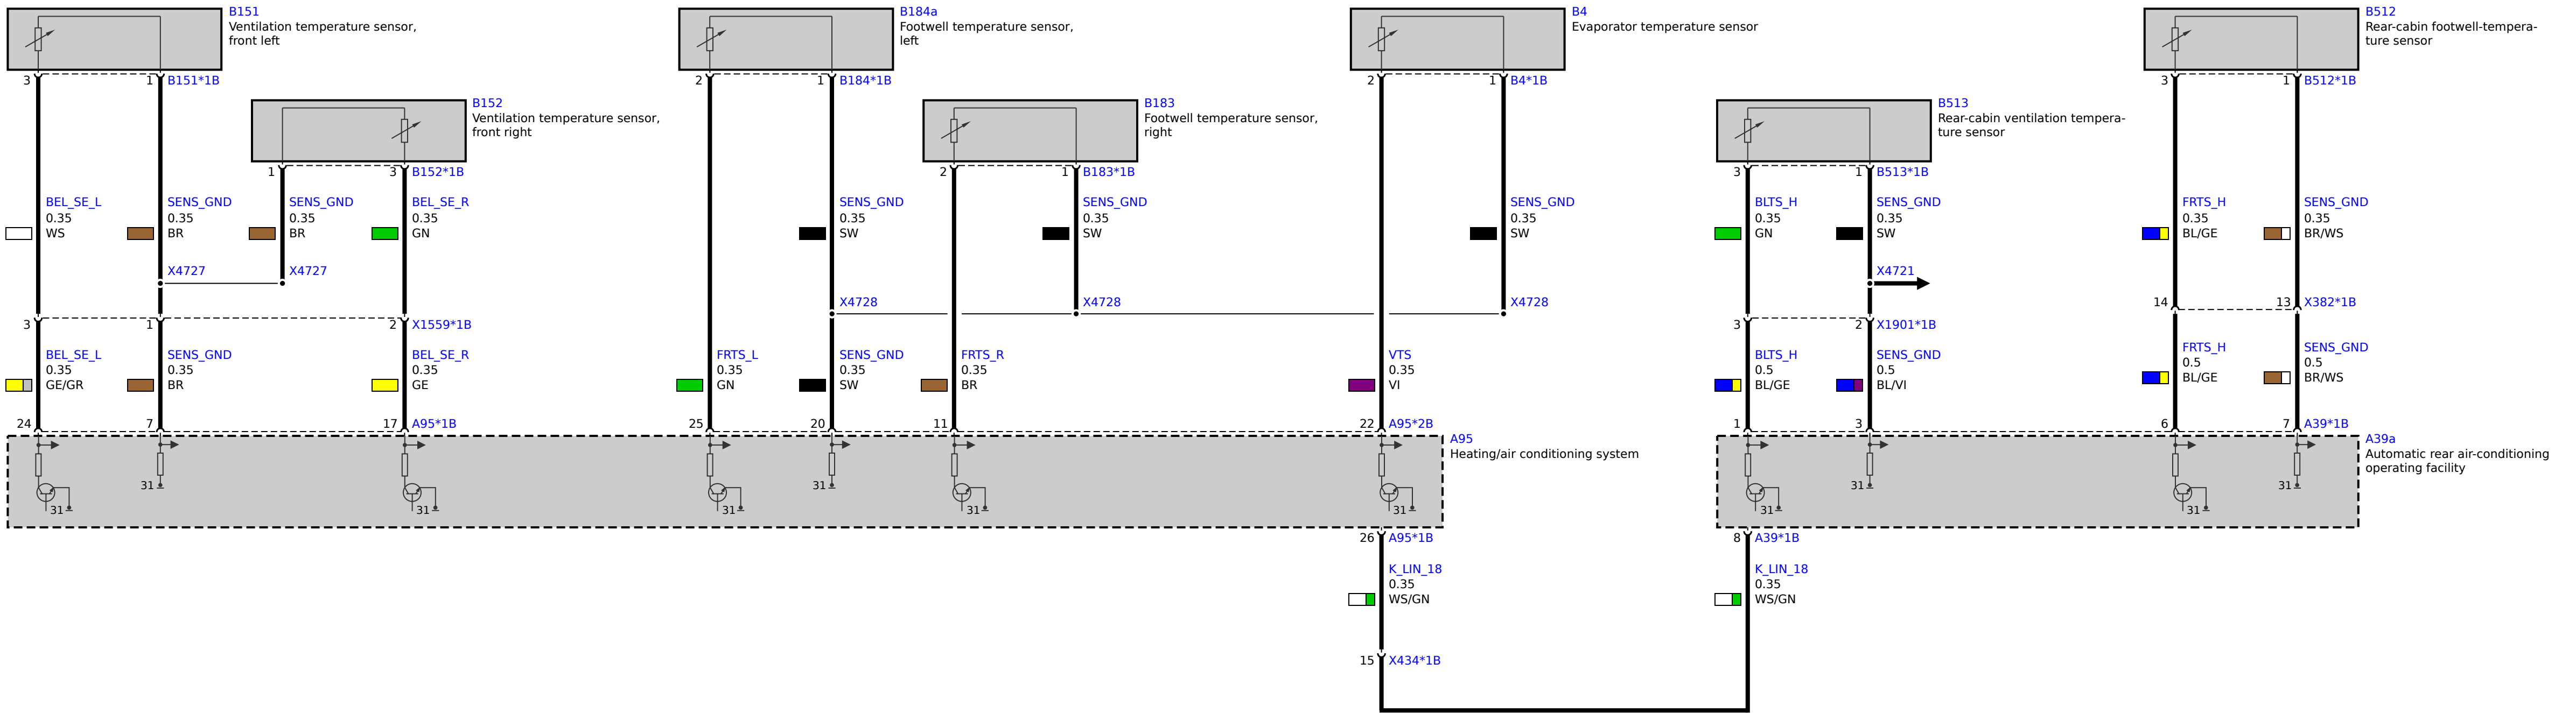 B151
Ventilation temperature sensor,
front left
B184a
Footwell temperature sensor,
left
B4
Evaporator temperature sensor
B512
Rear-cabin footwell-tempera-
ture sensor
3 1 B151*1B
2 1 B184*1B
2 1 B4*1B
3 1 B512*1B
B152
Ventilation temperature sensor,
front right
B183
Footwell temperature sensor,
right
B513
Rear-cabin ventilation tempera-
ture sensor
1 3 B152*1B
2 1 B183*1B
3 1 B513*1B
BEL_SE_L
0.35
WS
SENS_GND
0.35
BR
SENS_GND
0.35
BR
BEL_SE_R
0.35
GN
SENS_GND
0.35
SW
SENS_GND
0.35
SW
SENS_GND
0.35
SW
BLTS_H
0.35
GN
SENS_GND
0.35
SW
FRTS_H
0.35
BL/GE
SENS_GND
0.35
BR/WS
X4727
X4727
X4721
X4728
X4728
X4728
14 13 X382*1B
3 1 2 X1559*1B
3 2 X1901*1B
BEL_SE_L
0.35
GE/GR
SENS_GND
0.35
BR
BEL_SE_R
0.35
GE
FRTS_L
0.35
GN
SENS_GND
0.35
SW
FRTS_R
0.35
BR
VTS
0.35
VI
BLTS_H
0.5
BL/GE
SENS_GND
0.5
BL/VI
FRTS_H
0.5
BL/GE
SENS_GND
0.5
BR/WS
24 7 17 A95*1B
25 20 11 22 A95*2B
1 3 6 7 A39*1B
A95
Heating/air conditioning system
A39a
Automatic rear air-conditioning
operating facility
31 31 31 31
31 31 31 31 31 31 31
26 A95*1B
8 A39*1B
K_LIN_18
0.35
WS/GN
K_LIN_18
0.35
WS/GN
15 X434*1B